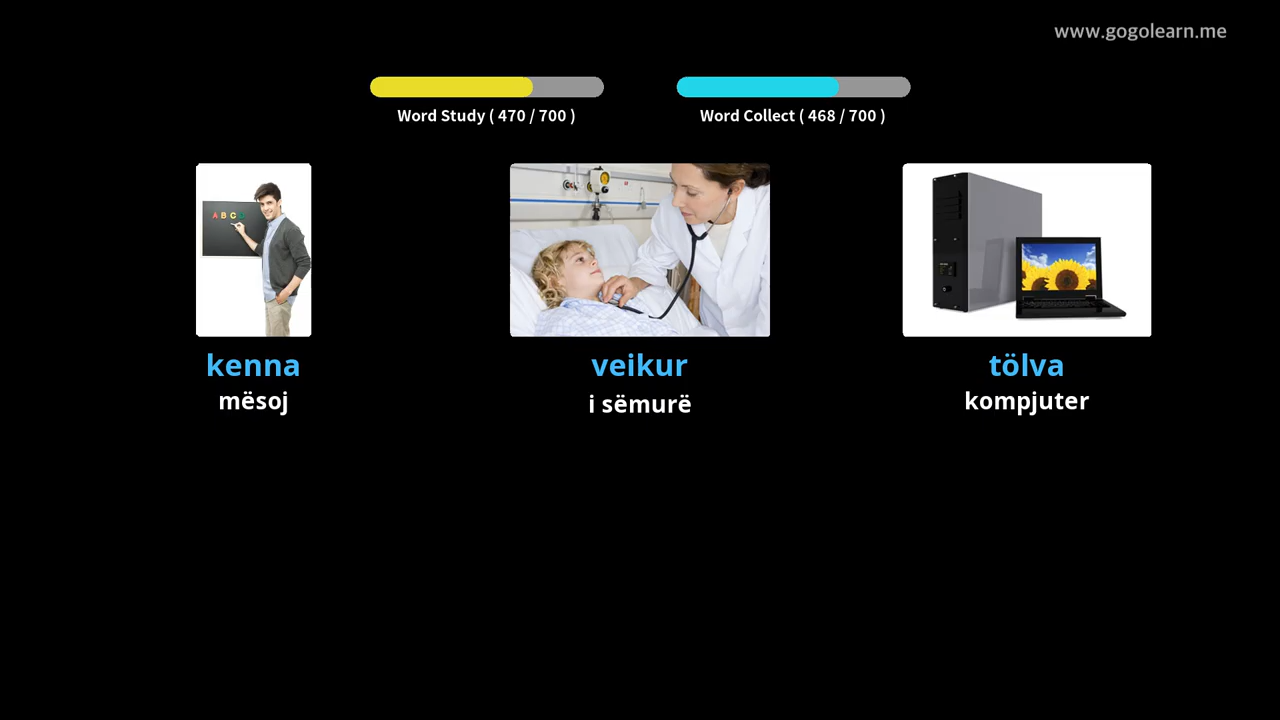 www.gogolearn.me
Word Study ( 470 / 700 )
Word Collect ( 468 / 700 )
A B C
kenna
mësoj
veikur
i sëmurë
tölva
kompjuter